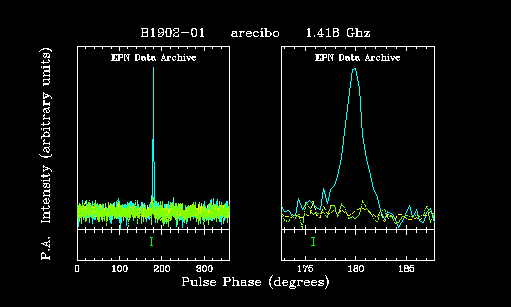 B1902-01 arecibo 1.418 Ghz
EPN Data Archive EPN Data Archive
P.A. Intensity (arbitrary units)
0 100 200 300 175 180 185
Pulse Phase (degrees)